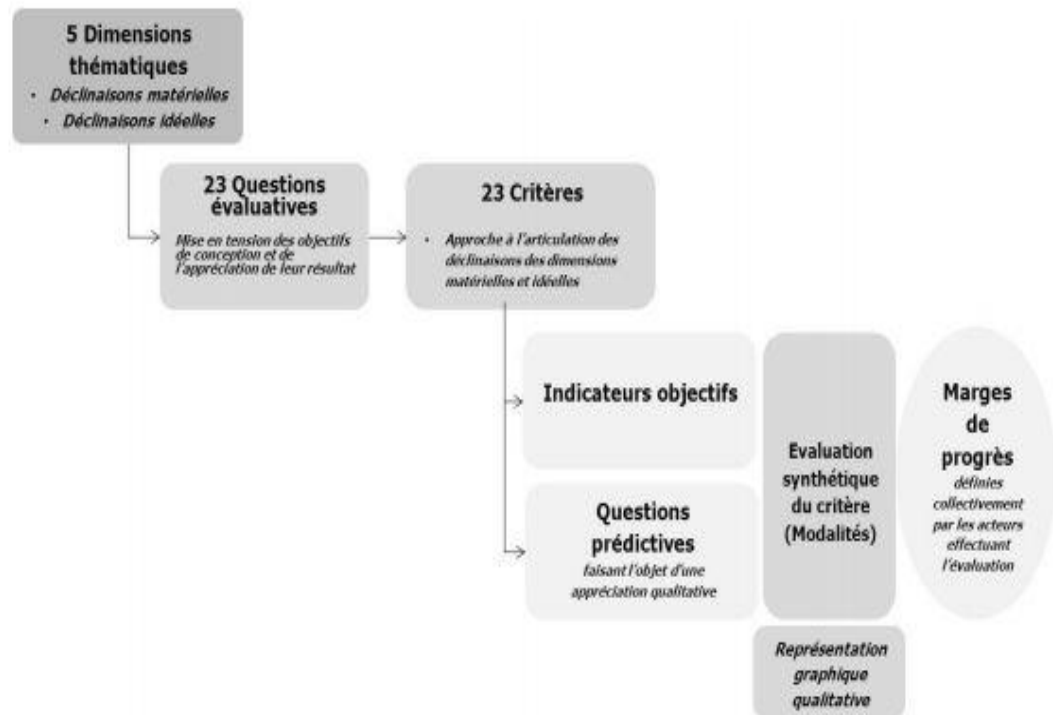 5 Dimensions
thématiques
• Déclinaisons matérielles
• Déclinaisons idéelles
23 Questions
évaluatives
Mise en tension des objectifs
de conception et de
l'appréciation de leur résultat
23 Critères
• Approche à l'articulation des
déclinaisons des dimensions
matérielles et idéelles
Indicateurs objectifs
Questions
prédictives
faisant l'objet d'une
appréciation qualitative
Evaluation
synthétique
du critère
(Modalités)
Marges
de
progrès
définies
collectivement
par les acteurs
effectuant
l'évaluation
Représentation
graphique
qualitative